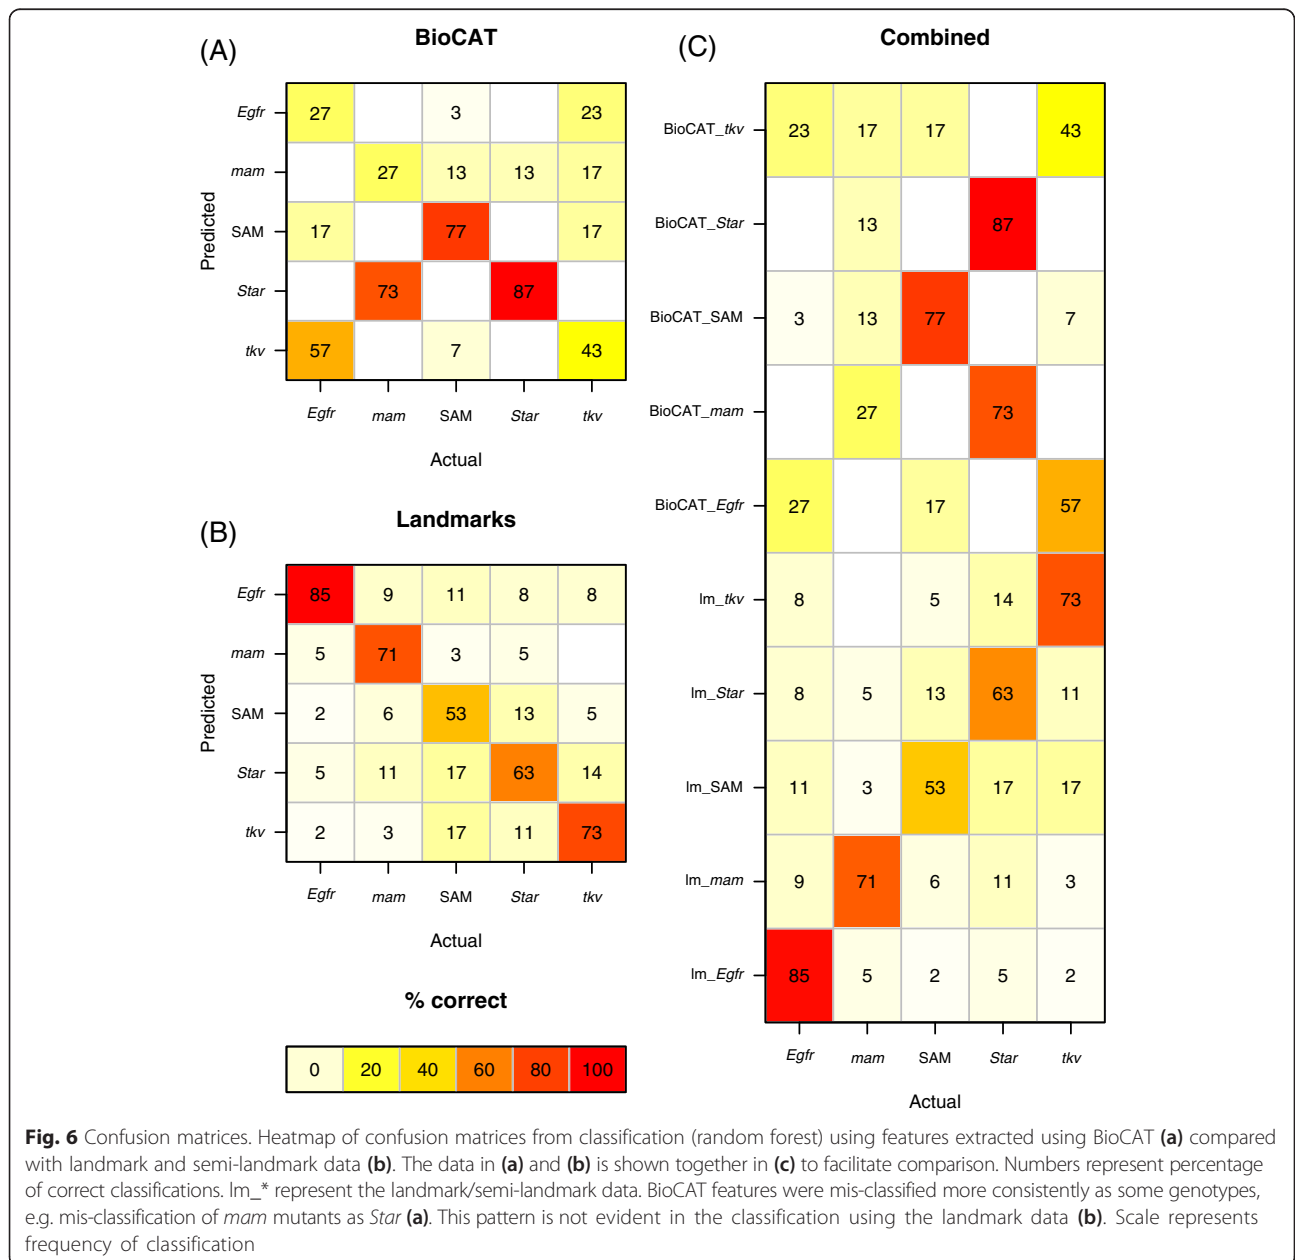 (A)
BioCAT
Predicted
Egfr 27 3 23
mam 27 13 13 17
SAM 17 77 17
Star 73 87
tkv 57 7 43
Egfr mam SAM Star tkv
Actual
(B)
Landmarks
Predicted
Egfr 85 9 11 8 8
mam 5 71 3 5
SAM 2 6 53 13 5
Star 5 11 17 63 14
tkv 2 3 17 11 73
Egfr mam SAM Star tkv
Actual
% correct
0 20 40 60 80 100
(C)
Combined
BioCAT_tkv 23 17 17 43
BioCAT_Star 13 87
BioCAT_SAM 3 13 77 7
BioCAT_mam 27 73
BioCAT_Egfr 27 17 57
lm_tkv 8 5 14 73
lm_Star 8 5 13 63 11
lm_SAM 11 3 53 17 17
lm_mam 9 71 6 11 3
lm_Egfr 85 5 2 5 2
Egfr mam SAM Star tkv
Actual
Fig. 6 Confusion matrices. Heatmap of confusion matrices from classification (random forest) using features extracted using BioCAT (a) compared
with landmark and semi-landmark data (b). The data in (a) and (b) is shown together in (c) to facilitate comparison. Numbers represent percentage
of correct classifications. lm_* represent the landmark/semi-landmark data. BioCAT features were mis-classified more consistently as some genotypes,
e.g. mis-classification of mam mutants as Star (a). This pattern is not evident in the classification using the landmark data (b). Scale represents
frequency of classification